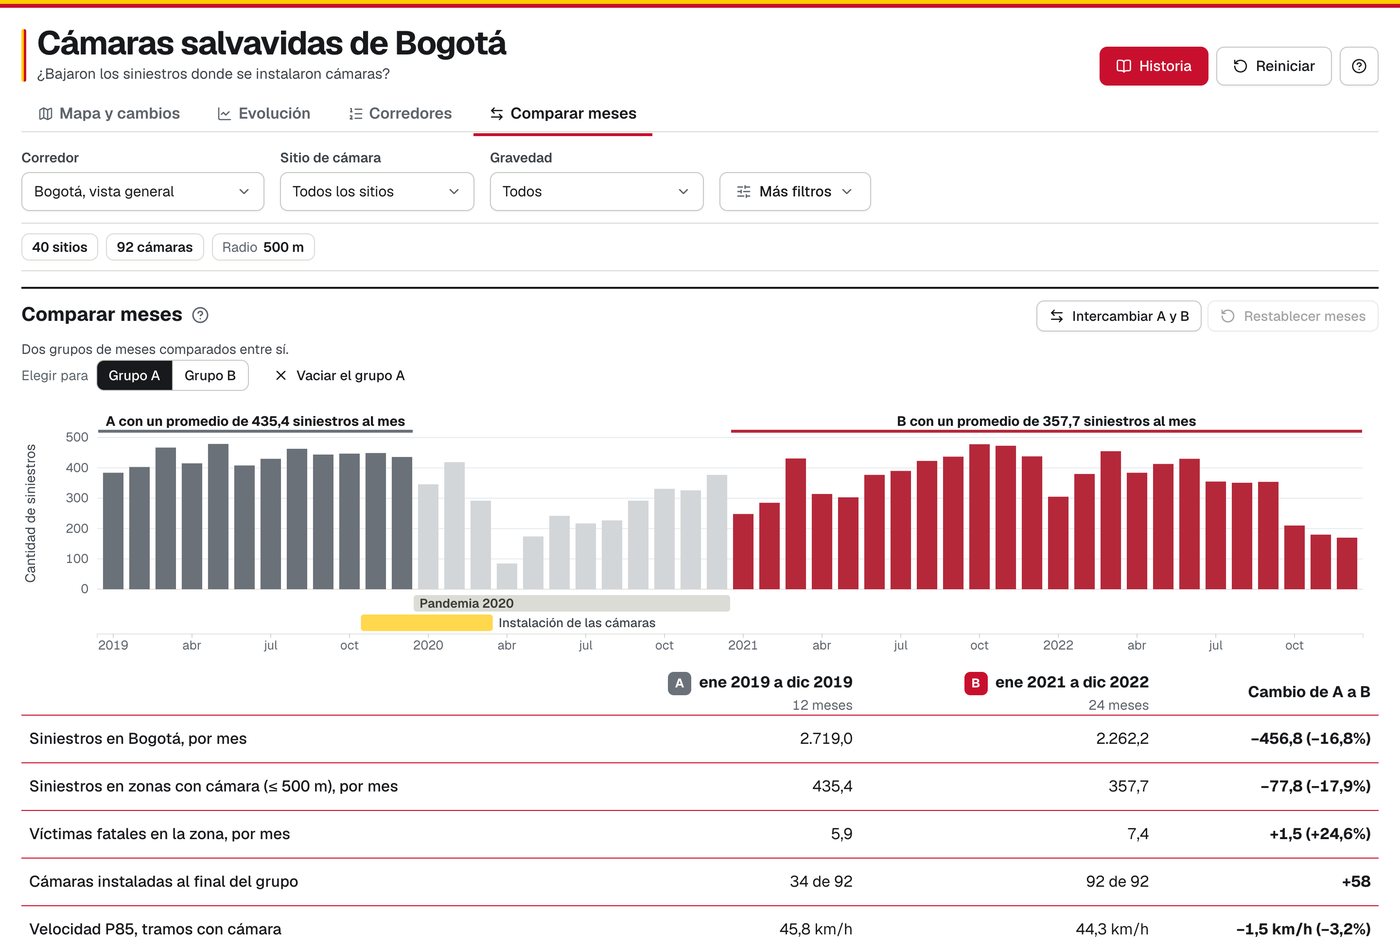 Cámaras salvavidas de Bogotá
¿Bajaron los siniestros donde se instalaron cámaras?
Historia
Reiniciar
Mapa y cambios
Evolución
Corredores
Comparar meses
Corredor
Sitio de cámara
Gravedad
Bogotá, vista general
Todos los sitios
Todos
Más filtros
40 sitios
92 cámaras
Radio 500 m
Comparar meses
Intercambiar A y B
Restablecer meses
Dos grupos de meses comparados entre sí.
Elegir para
Grupo A
Grupo B
Vaciar el grupo A
A con un promedio de 435,4 siniestros al mes
B con un promedio de 357,7 siniestros al mes
Cantidad de siniestros
500
400
300
200
100
0
Pandemia 2020
Instalación de las cámaras
2019 abr jul oct 2020 abr jul oct 2021 abr jul oct 2022 abr jul oct
A ene 2019 a dic 2019
12 meses
B ene 2021 a dic 2022
24 meses
Cambio de A a B
Siniestros en Bogotá, por mes 2.719,0 2.262,2 −456,8 (−16,8%)
Siniestros en zonas con cámara (≤ 500 m), por mes 435,4 357,7 −77,8 (−17,9%)
Víctimas fatales en la zona, por mes 5,9 7,4 +1,5 (+24,6%)
Cámaras instaladas al final del grupo 34 de 92 92 de 92 +58
Velocidad P85, tramos con cámara 45,8 km/h 44,3 km/h −1,5 km/h (−3,2%)